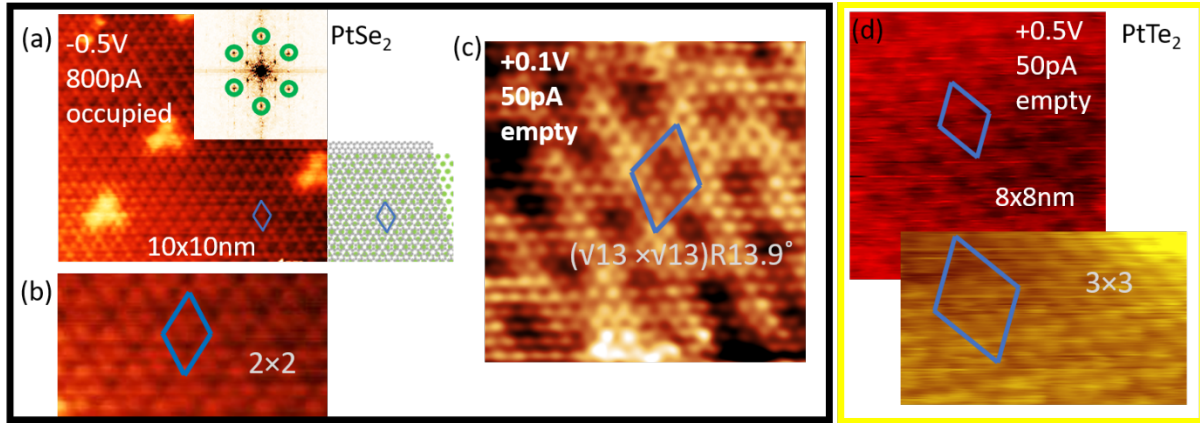 (a)
-0.5V
800pA
occupied
10x10nm
PtSe₂
(b)
2×2
(c)
+0.1V
50pA
empty
(√13 ×√13)R13.9°
(d)
+0.5V
50pA
empty
PtTe₂
8x8nm
3×3